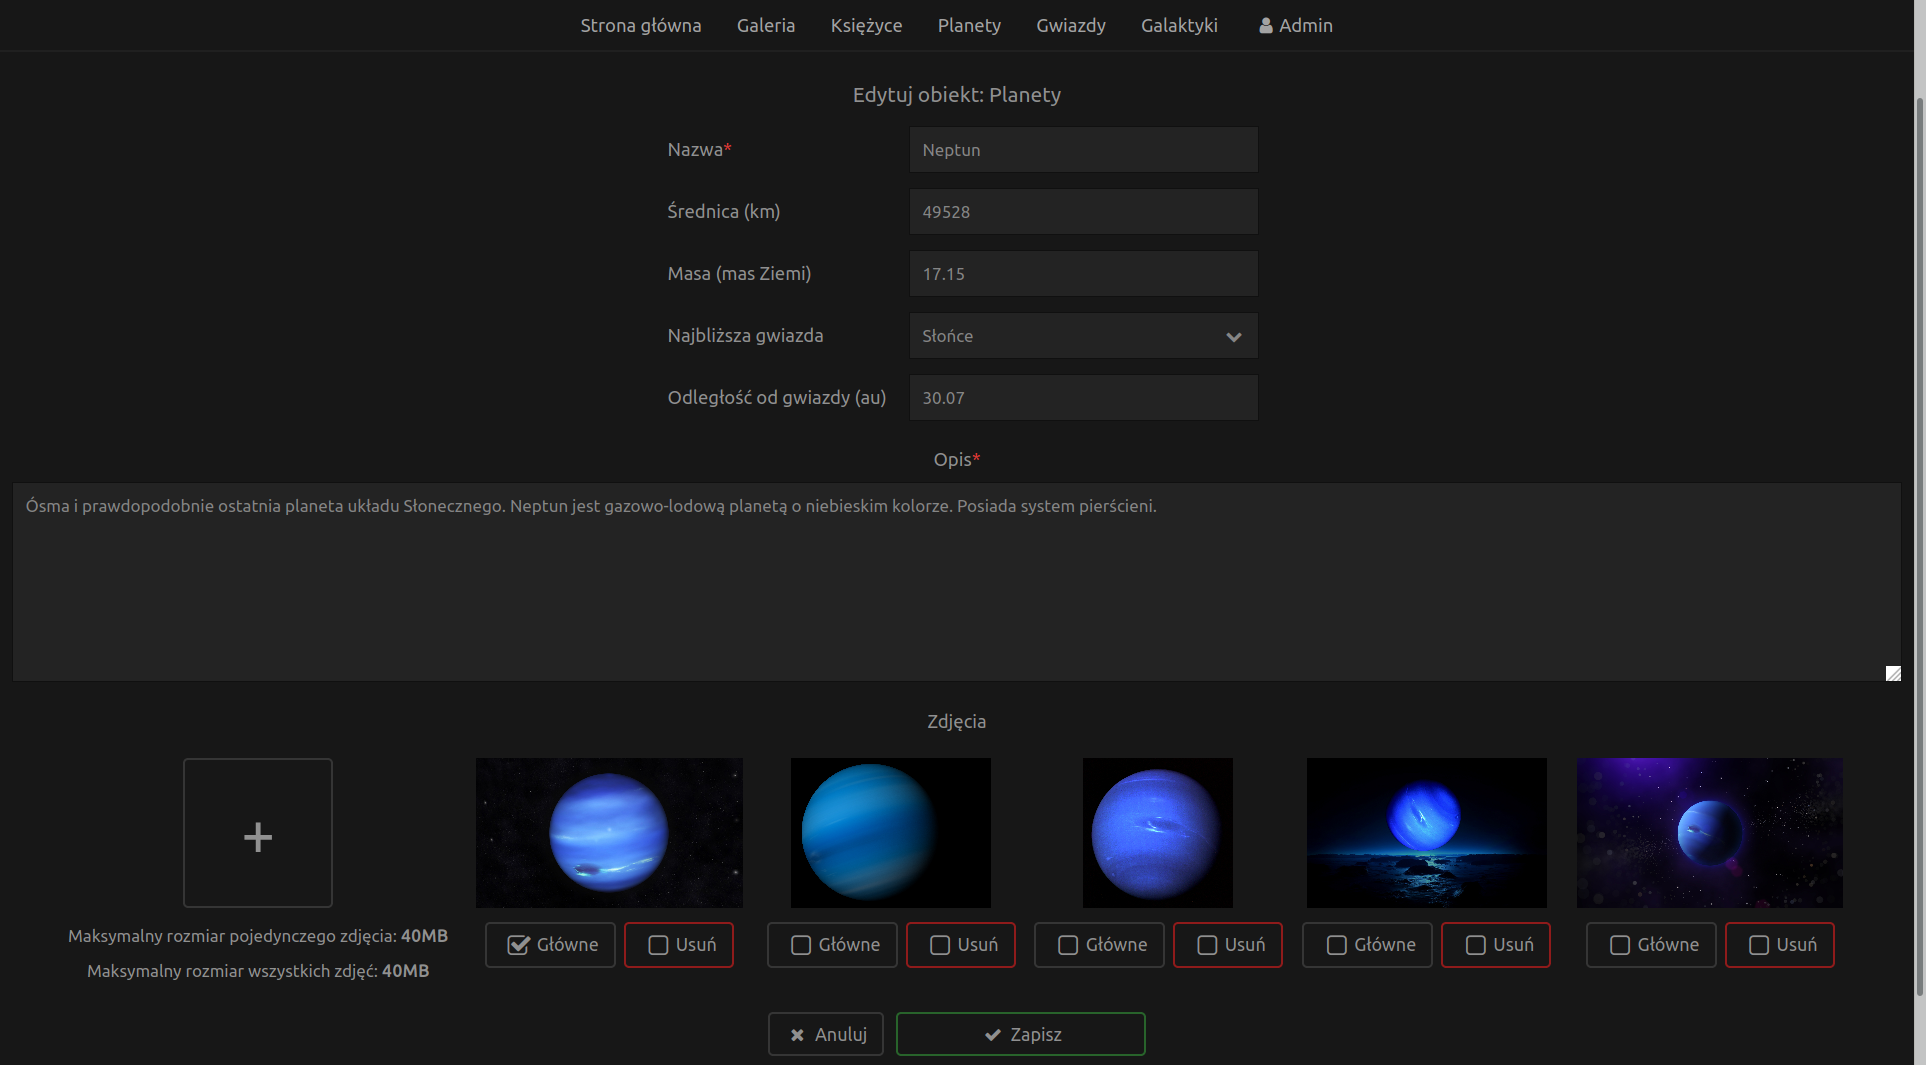 Strona główna Galeria Księżyce Planety Gwiazdy Galaktyki Admin
Edytuj obiekt: Planety
Nazwa* Neptun
Średnica (km) 49528
Masa (mas Ziemi) 17.15
Najbliższa gwiazda Słońce
Odległość od gwiazdy (au) 30.07
Opis*
Ósma i prawdopodobnie ostatnia planeta układu Słonecznego. Neptun jest gazowo-lodową planetą o niebieskim kolorze. Posiada system pierścieni.
Zdjęcia
+
Maksymalny rozmiar pojedynczego zdjęcia: 40MB
Maksymalny rozmiar wszystkich zdjęć: 40MB
Główne Usuń Główne Usuń Główne Usuń Główne Usuń Główne Usuń
Anuluj Zapisz